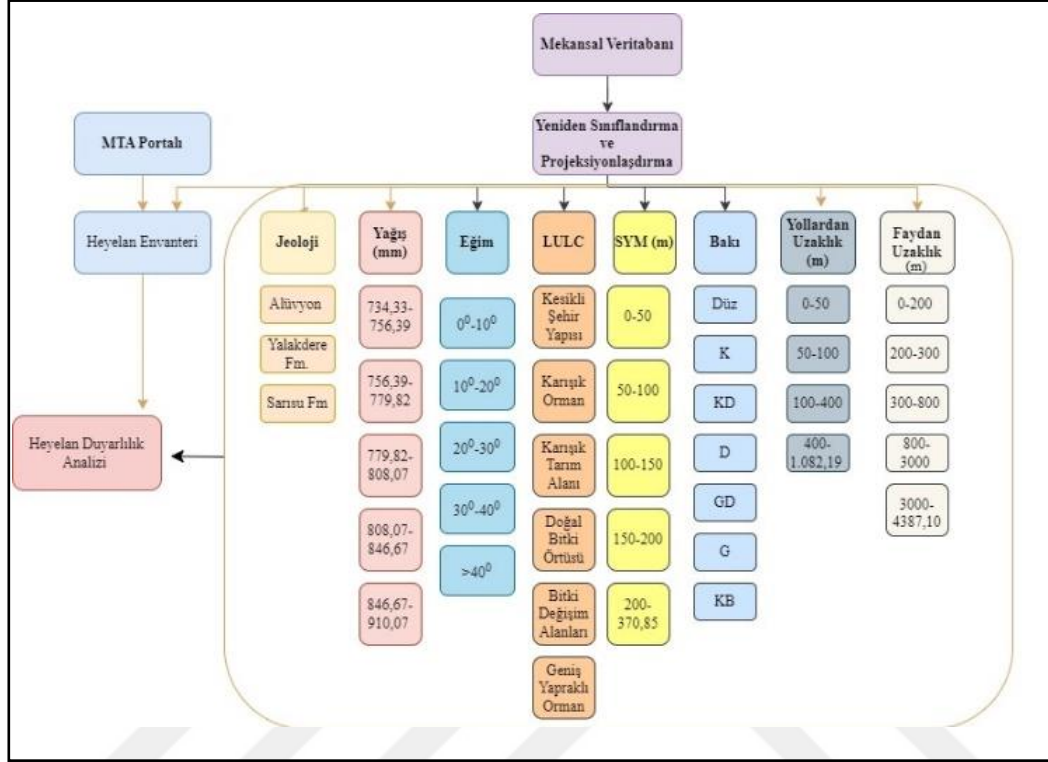 Mekansal Veritabanı
Yeniden Sınıflandırma
ve
Projeksiyonlaşdırma
MTA Portalı
Heyelan Envanteri
Heyelan Duyarlılık
Analizi
Jeoloji
Alüvyon
Yalakdere
Fm.
Sarısu Fm
Yağış
(mm)
734,33-
756,39
756,39-
779,82
779,82-
808,07
808,07-
846,67
846,67-
910,07
Eğim
0⁰-10⁰
10⁰-20⁰
20⁰-30⁰
30⁰-40⁰
>40⁰
LULC
Kesikli
Şehir
Yapısı
Karışık
Orman
Karışık
Tarım
Alanı
Doğal
Bitki
Örtüsü
Bitki
Değişim
Alanları
Geniş
Yapraklı
Orman
SYM (m)
0-50
50-100
100-150
150-200
200-
370,85
Bakı
Düz
K
KD
D
GD
G
KB
Yollardan
Uzaklık
(m)
0-50
50-100
100-400
400-
1.082,19
Faydan
Uzaklık
(m)
0-200
200-300
300-800
800-
3000
3000-
4387,10